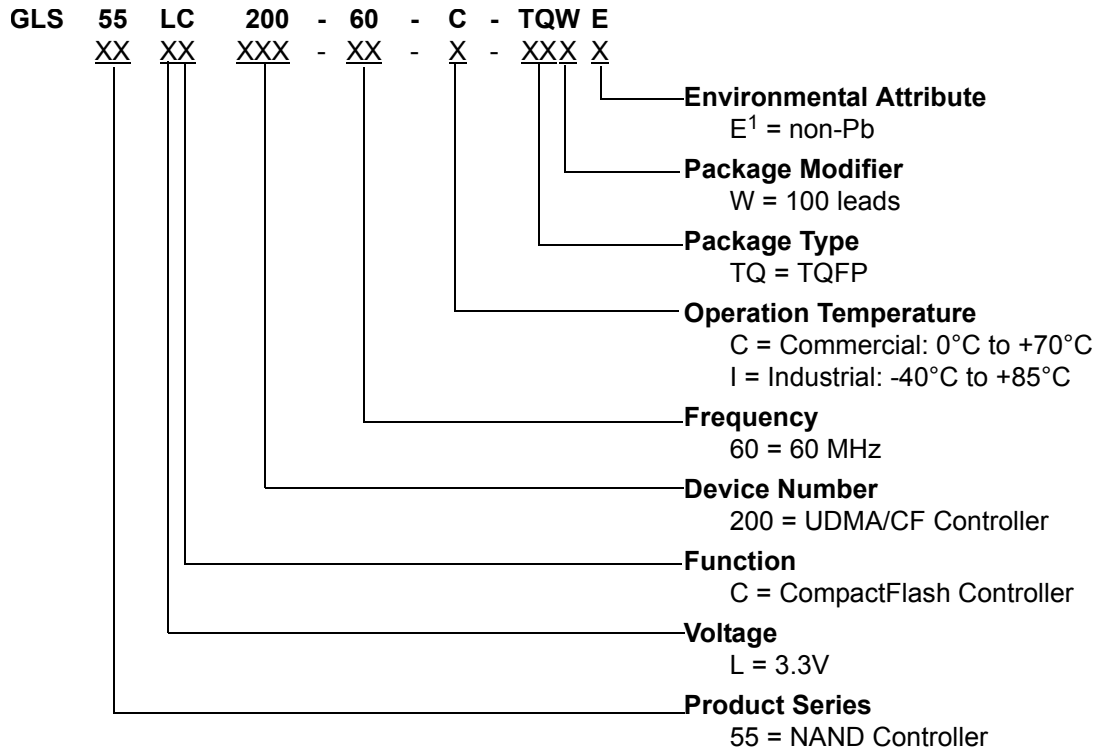 GLS 55 LC 200 - 60 - C - TQW E
XX XX XXX - XX - X - XXX X
Environmental Attribute
E1 = non-Pb
Package Modifier
W = 100 leads
Package Type
TQ = TQFP
Operation Temperature
C = Commercial: 0°C to +70°C
I = Industrial: -40°C to +85°C
Frequency
60 = 60 MHz
Device Number
200 = UDMA/CF Controller
Function
C = CompactFlash Controller
Voltage
L = 3.3V
Product Series
55 = NAND Controller